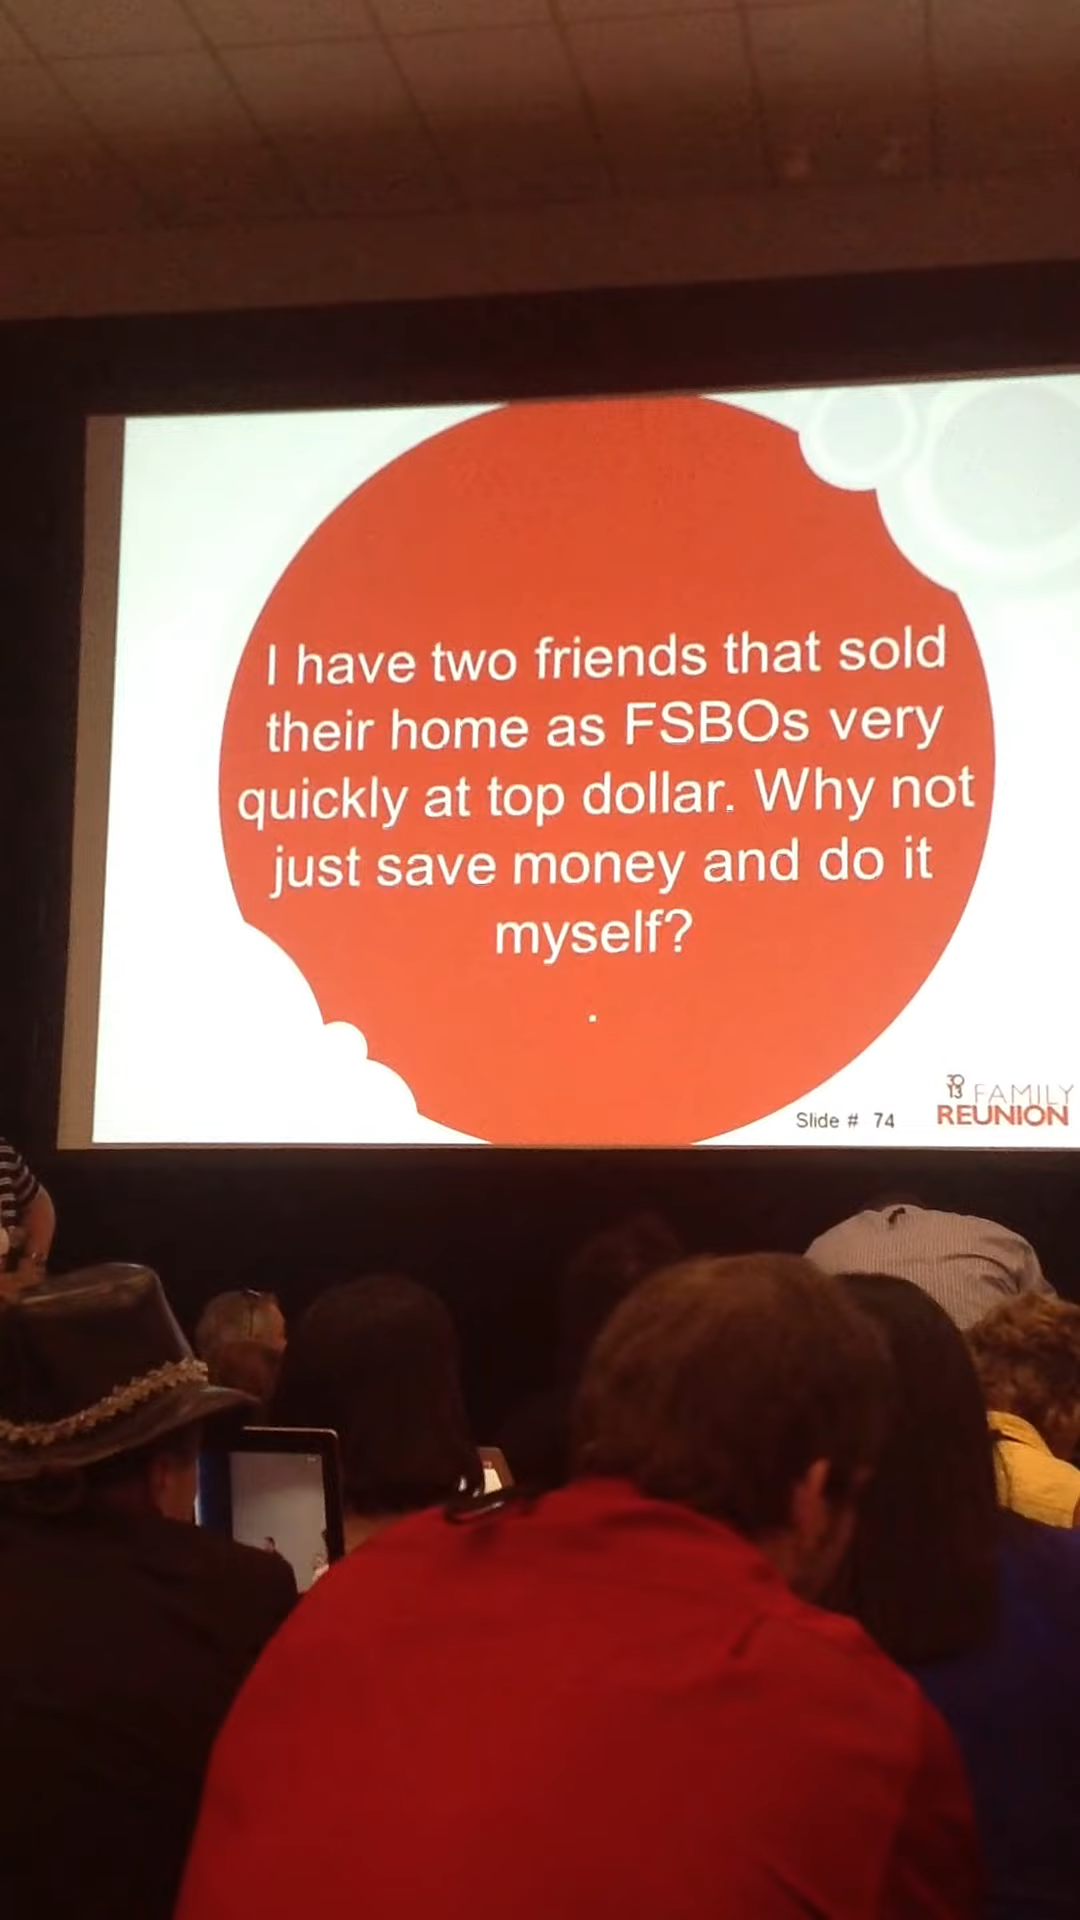 I have two friends that sold
their home as FSBOs very
quickly at top dollar. Why not
just save money and do it
myself?
.
Slide # 74
2013 FAMILY
REUNION